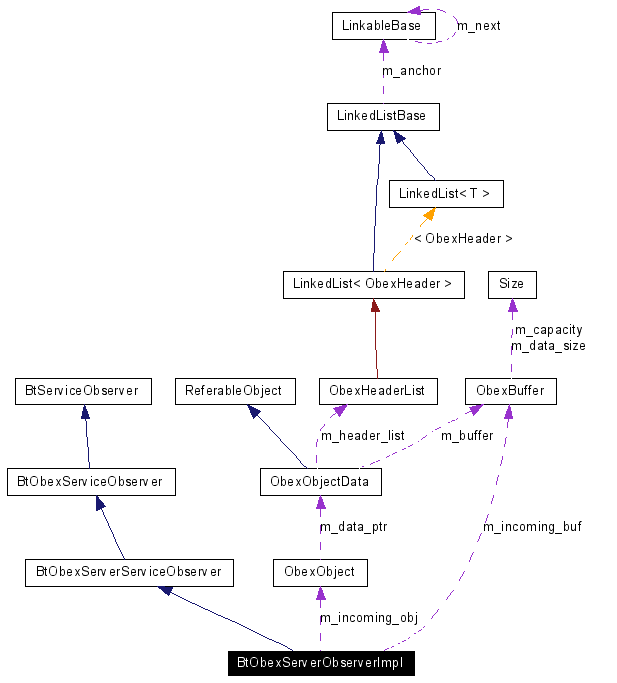 LinkableBase
m_next
m_anchor
LinkedListBase
LinkedList< T >
< ObexHeader >
LinkedList< ObexHeader >
Size
m_capacity
m_data_size
BtServiceObserver
ReferableObject
ObexHeaderList
ObexBuffer
m_header_list
m_buffer
BtObexServiceObserver
ObexObjectData
m_data_ptr
m_incoming_buf
BtObexServerServiceObserver
ObexObject
m_incoming_obj
BtObexServerObserverImpl